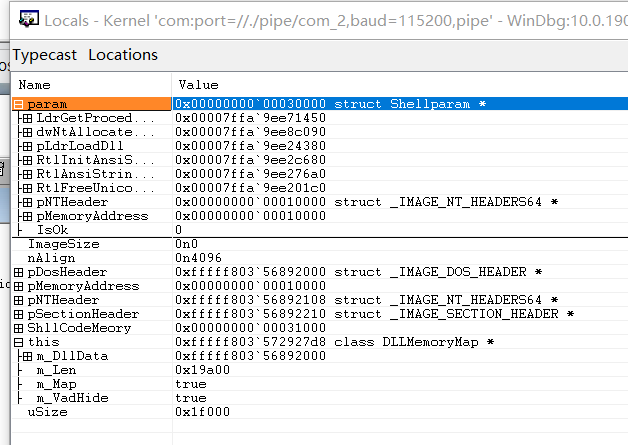 Locals - Kernel 'com:port=//./pipe/com_2,baud=115200,pipe' - WinDbg:10.0.190
Typecast Locations
Name Value
param 0x00000000`00030000 struct Shellparam *
LdrGetProced... 0x00007ffa`9ee71450
dwNtAllocate... 0x00007ffa`9ee8c090
pLdrLoadDll 0x00007ffa`9ee24380
RtlInitAnsiS... 0x00007ffa`9ee2c680
RtlAnsiStrin... 0x00007ffa`9ee276a0
RtlFreeUnico... 0x00007ffa`9ee201c0
pNTHeader 0x00000000`00010000 struct _IMAGE_NT_HEADERS64 *
pMemoryAddress 0x00000000`00010000
IsOk 0
ImageSize 0n0
nAlign 0n4096
pDosHeader 0xfffff803`56892000 struct _IMAGE_DOS_HEADER *
pMemoryAddress 0x00000000`00010000
pNTHeader 0xfffff803`56892108 struct _IMAGE_NT_HEADERS64 *
pSectionHeader 0xfffff803`56892210 struct _IMAGE_SECTION_HEADER *
ShllCodeMeory 0x00000000`00031000
this 0xfffff803`572927d8 class DLLMemoryMap *
m_DllData 0xfffff803`56892000
m_Len 0x19a00
m_Map true
m_VadHide true
uSize 0x1f000